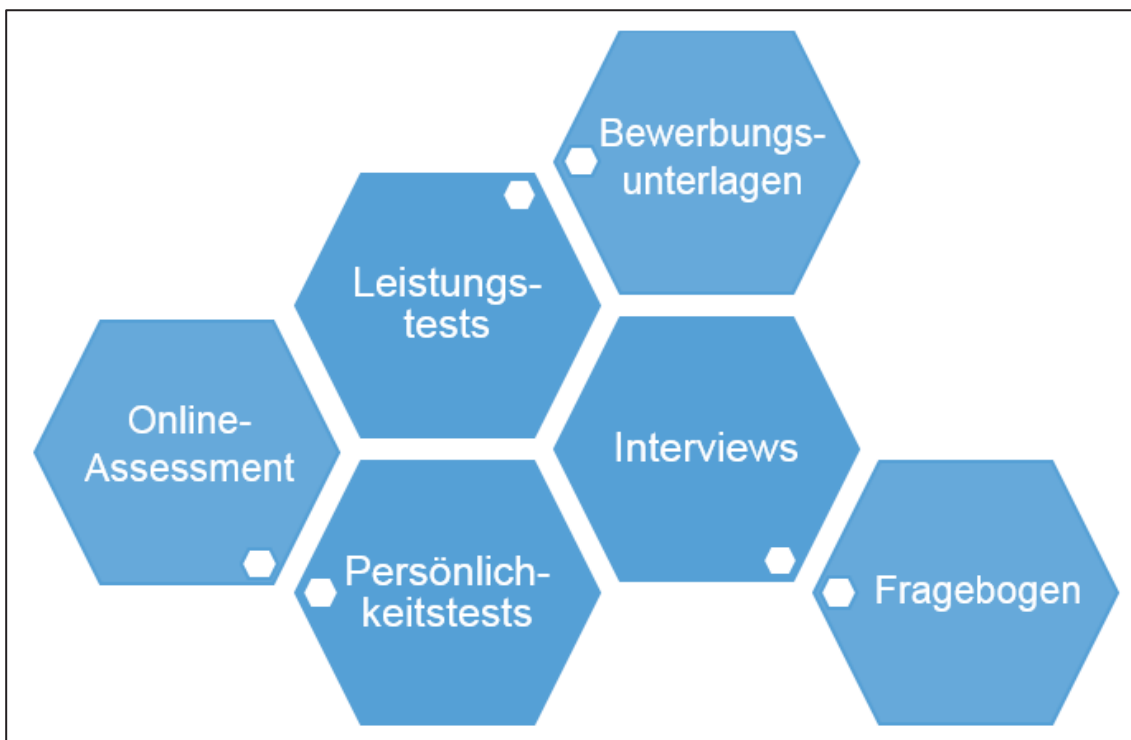 Bewerbungs-
unterlagen
Leistungs-
tests
Online-
Assessment
Interviews
Persönlich-
keitstests
Fragebogen